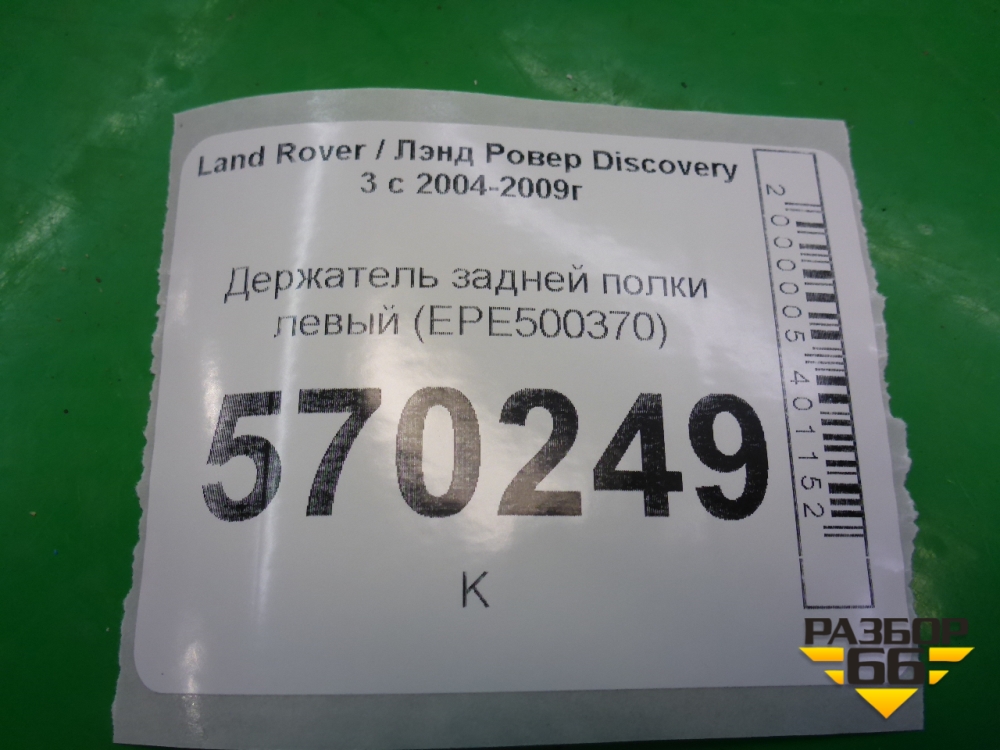 Land Rover / Лэнд Ровер Discovery
3 с 2004-2009г
Держатель задней полки
левый (EPE500370)
570249
К
2000005401152
РАЗБОР
66